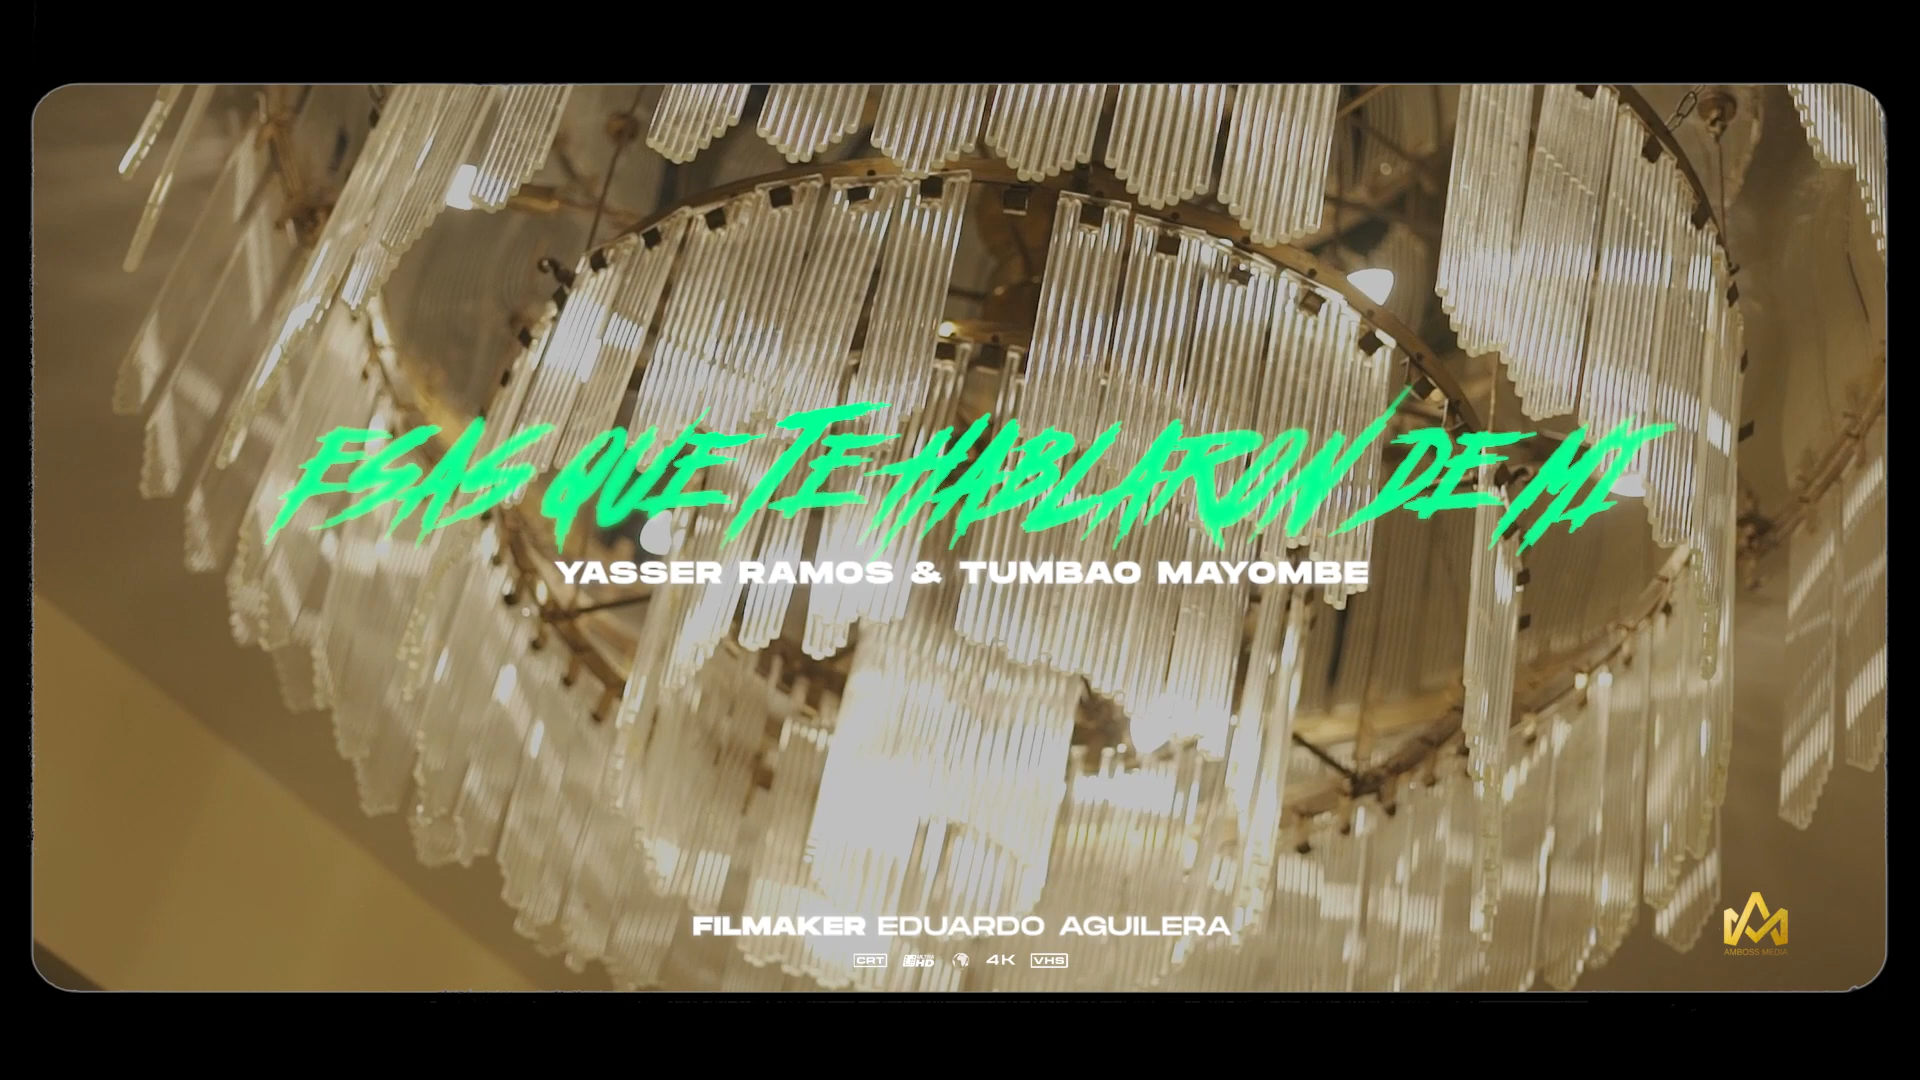 ESAS QUE TE HABLARON DE MI
YASSER RAMOS & TUMBAO MAYOMBE
FILMAKER EDUARDO AGUILERA
CRT ULTRA HD 4K VHS
AMBOSS MEDIA